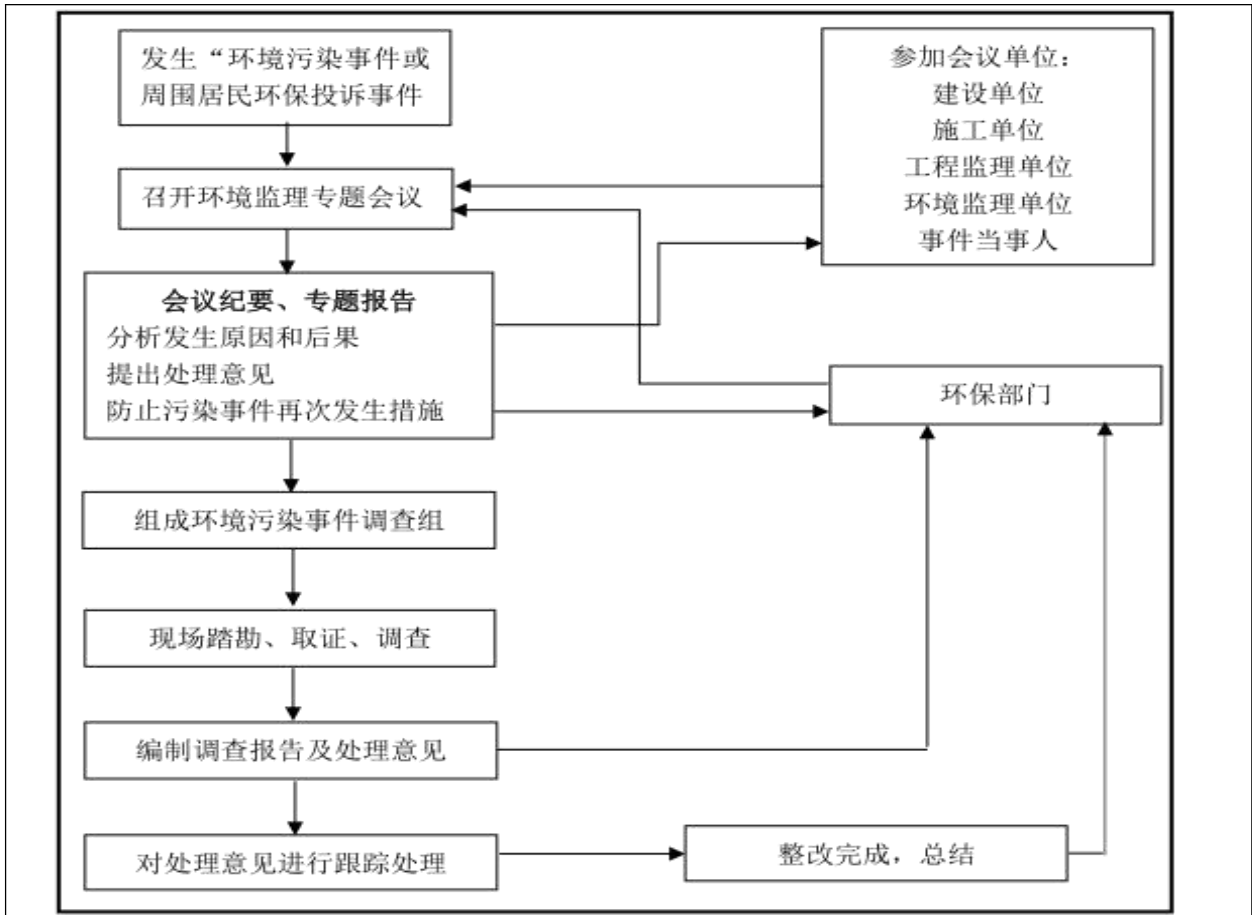 发生“环境污染事件或
周围居民环保投诉事件
参加会议单位：
建设单位
施工单位
工程监理单位
环境监理单位
事件当事人
召开环境监理专题会议
会议纪要、专题报告
分析发生原因和后果
提出处理意见
防止污染事件再次发生措施
环保部门
组成环境污染事件调查组
现场踏勘、取证、调查
编制调查报告及处理意见
对处理意见进行跟踪处理
整改完成，总结